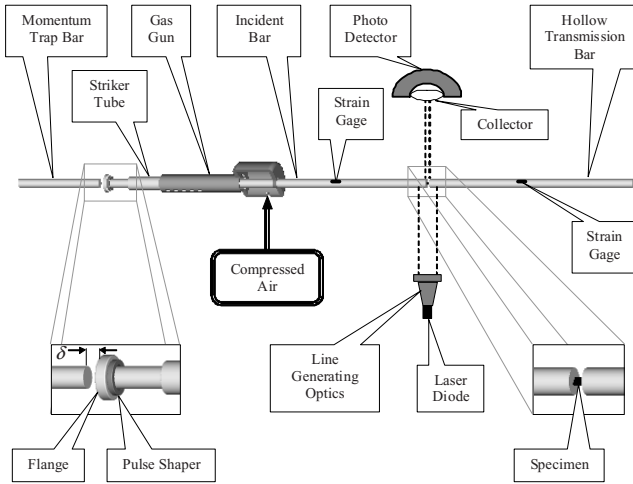 Momentum
Trap Bar
Gas
Gun
Incident
Bar
Photo
Detector
Hollow
Transmission
Bar
Striker
Tube
Strain
Gage
Collector
Compressed
Air
Strain
Gage
δ
Line
Generating
Optics
Laser
Diode
Flange
Pulse Shaper
Specimen